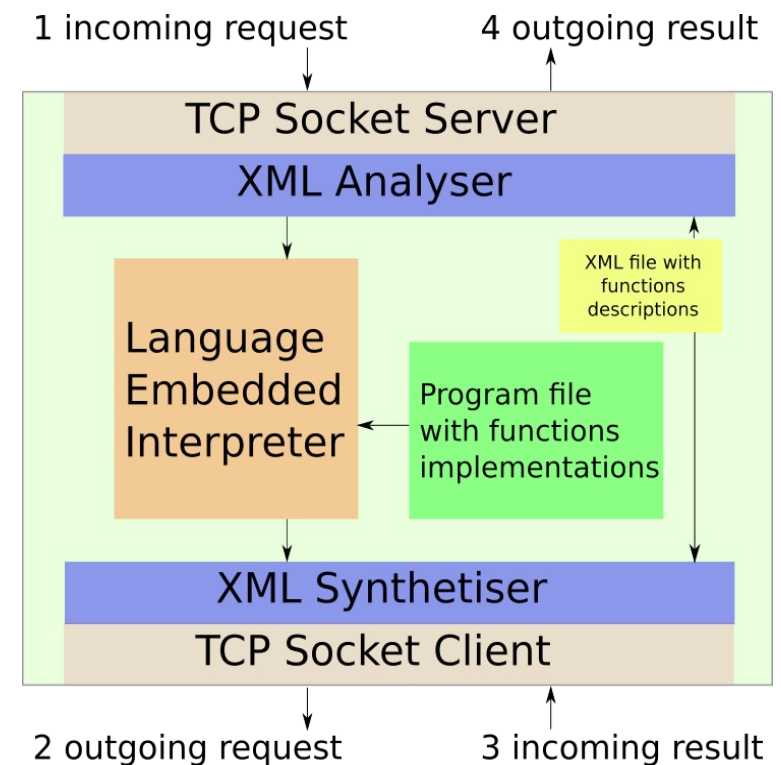 1 incoming request
4 outgoing result
TCP Socket Server
XML Analyser
XML file with
functions
descriptions
Language
Embedded
Interpreter
Program file
with functions
implementations
XML Synthetiser
TCP Socket Client
2 outgoing request
3 incoming result